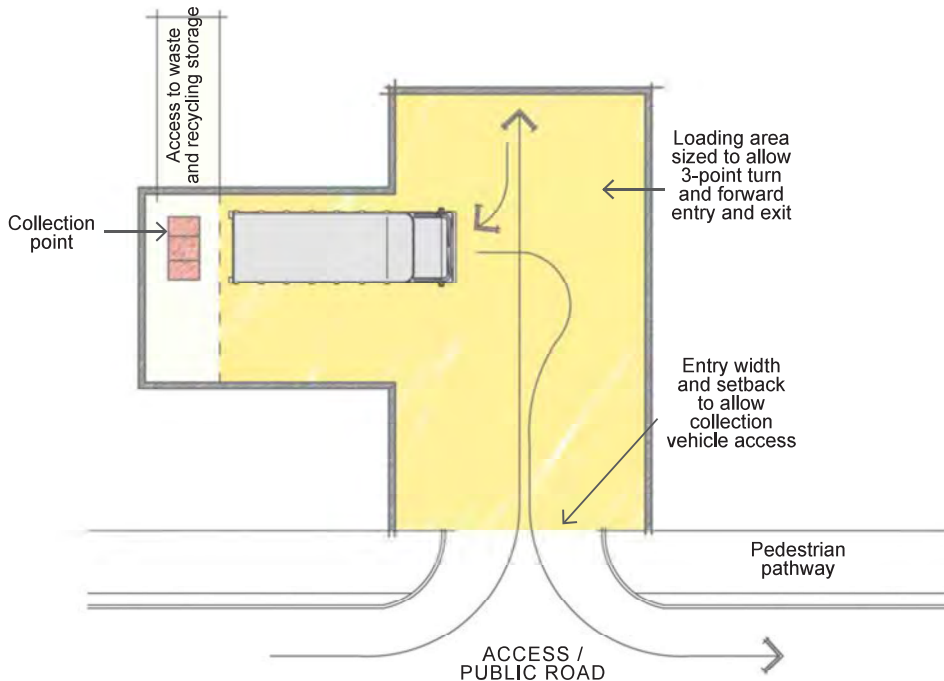 Access to waste
and recycling storage
Collection
point
Loading area
sized to allow
3-point turn
and forward
entry and exit
Entry width
and setback
to allow
collection
vehicle access
Pedestrian
pathway
ACCESS /
PUBLIC ROAD